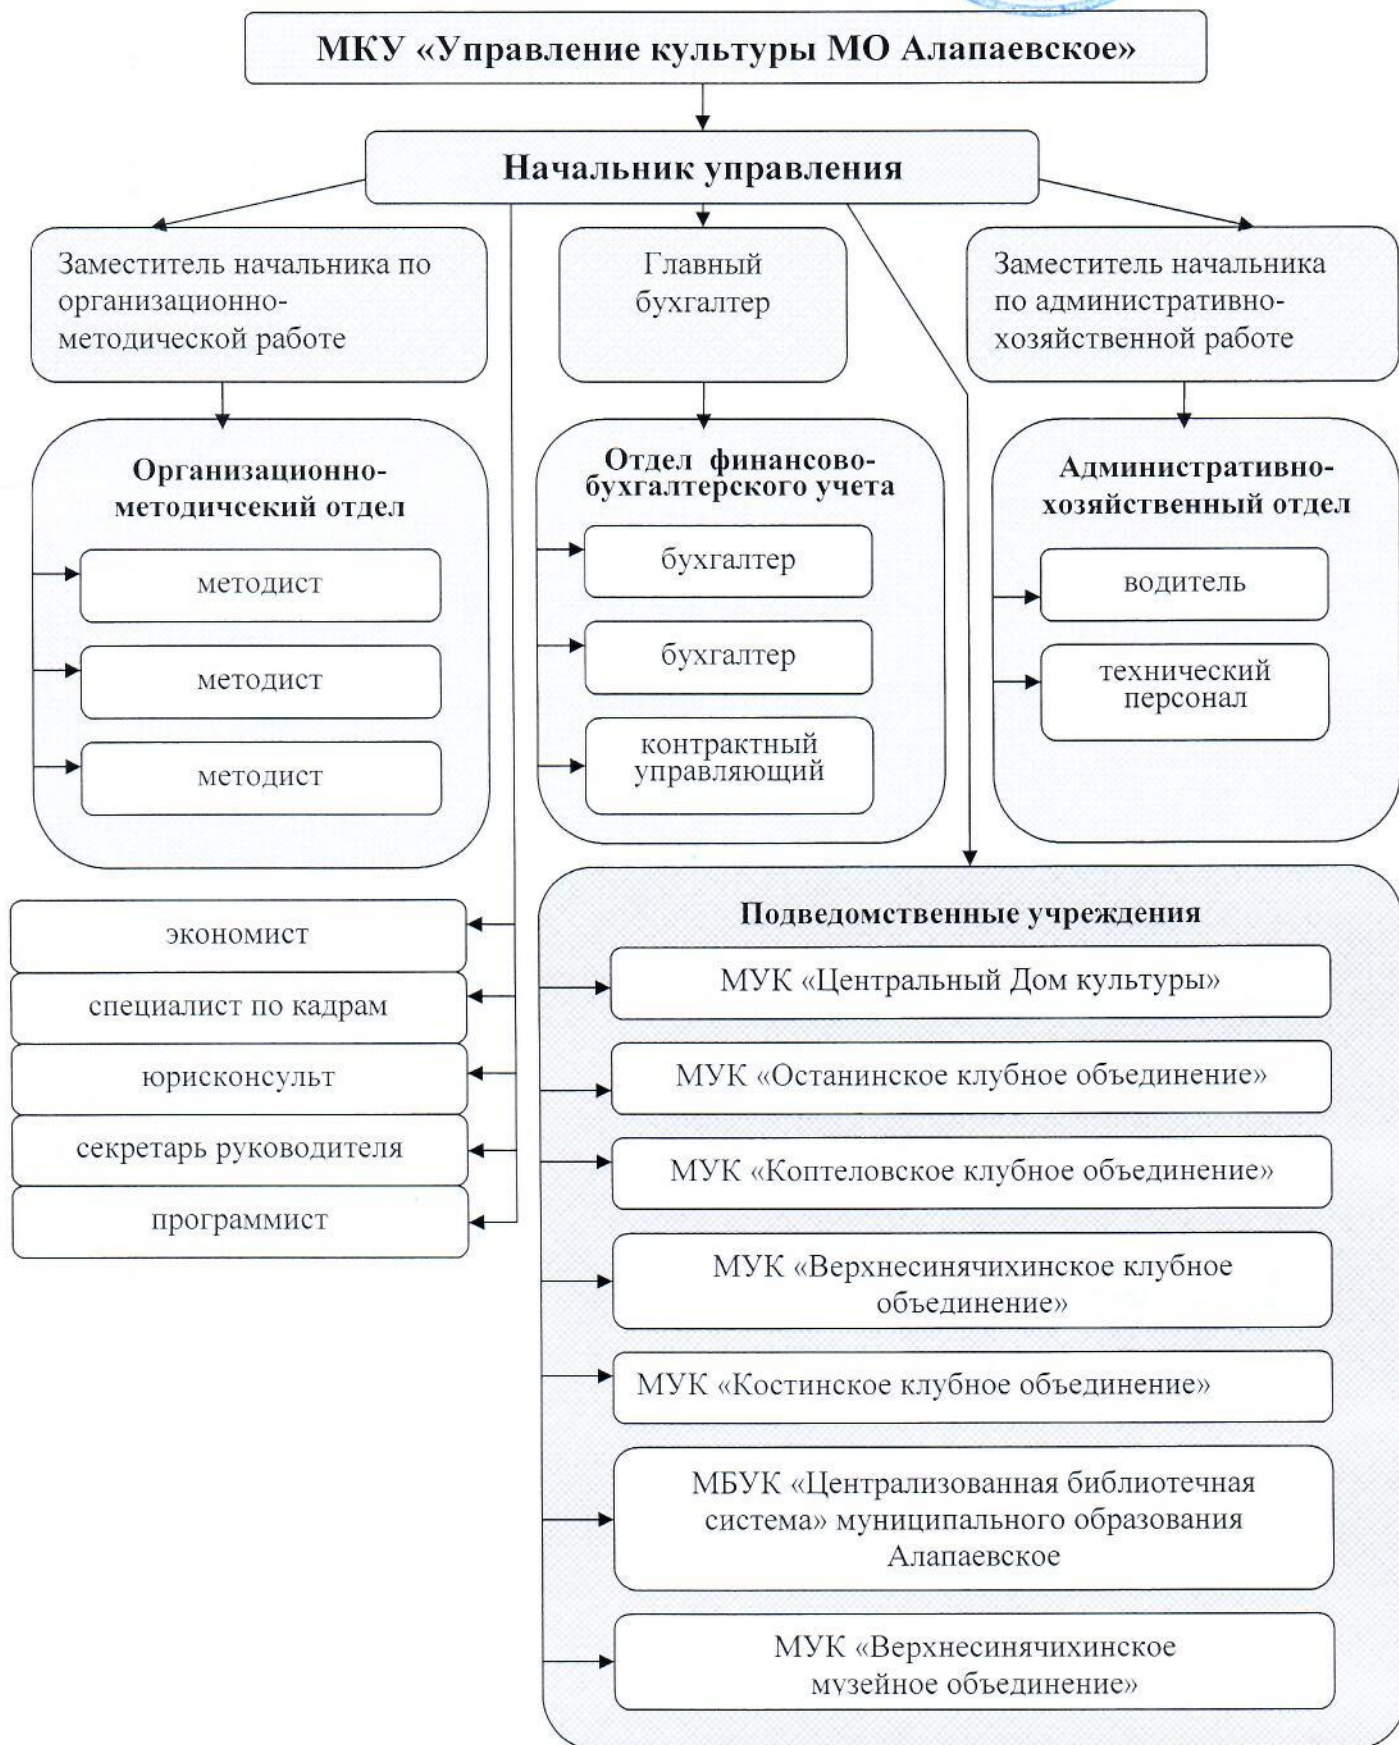 МКУ «Управление культуры МО Алапаевское»
Начальник управления
Заместитель начальника по
организационно-
методической работе
Главный
бухгалтер
Заместитель начальника
по административно-
хозяйственной работе
Организационно-
методичсекий отдел
методист
методист
методист
Отдел финансово-
бухгалтерского учета
бухгалтер
бухгалтер
контрактный
управляющий
Административно-
хозяйственный отдел
водитель
технический
персонал
экономист
специалист по кадрам
юрисконсульт
секретарь руководителя
программист
Подведомственные учреждения
МУК «Центральный Дом культуры»
МУК «Останинское клубное объединение»
МУК «Коптеловское клубное объединение»
МУК «Верхнесинячихинское клубное
объединение»
МУК «Костинское клубное объединение»
МБУК «Централизованная библиотечная
система» муниципального образования
Алапаевское
МУК «Верхнесинячихинское
музейное объединение»